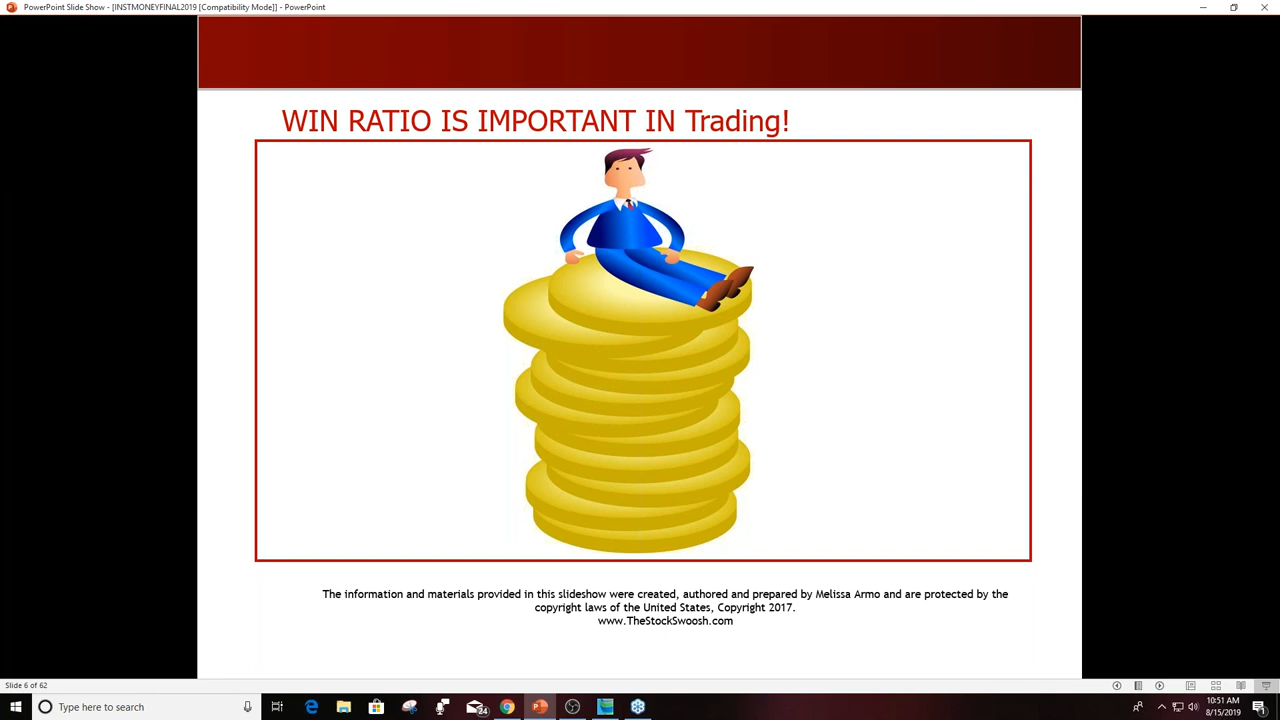 PowerPoint Slide Show - [INSTMONEYFINAL2019 [Compatibility Mode]] - PowerPoint
WIN RATIO IS IMPORTANT IN Trading!
The information and materials provided in this slideshow were created, authored and prepared by Melissa Armo and are protected by the
copyright laws of the United States, Copyright 2017.
www.TheStockSwoosh.com
Slide 6 of 62
Type here to search
24
10:51 AM
8/15/2019
1